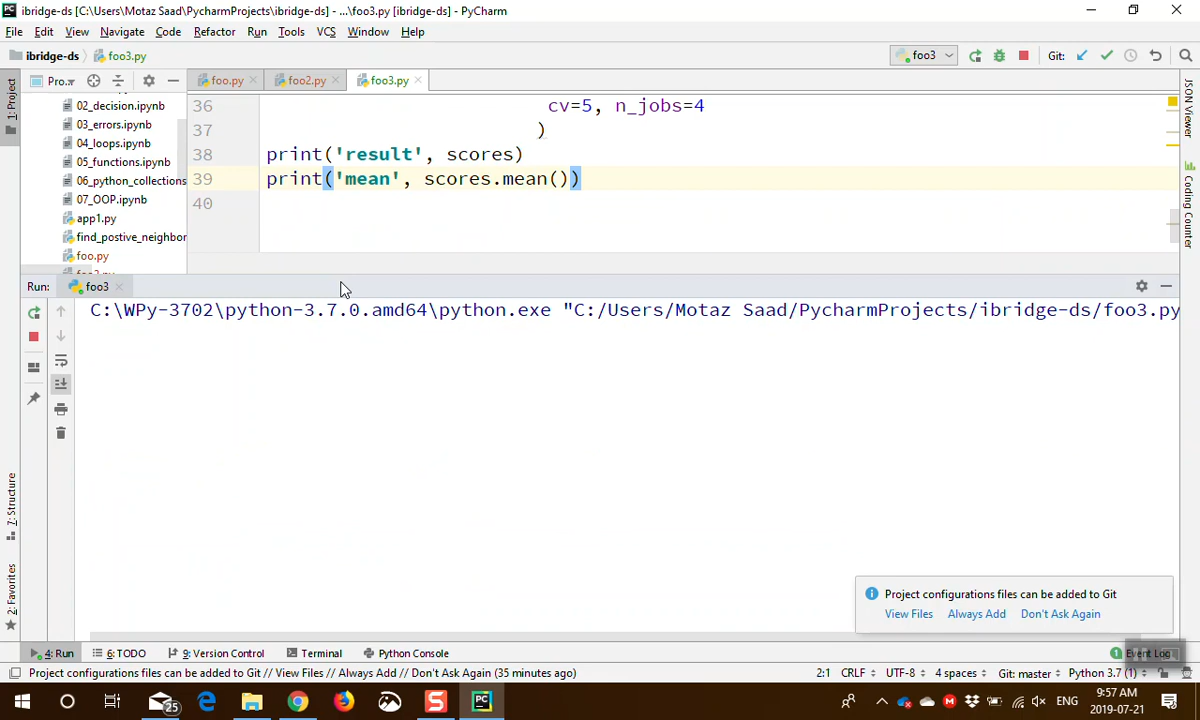 ibridge-ds [C:\Users\Motaz Saad\PycharmProjects\ibridge-ds] - ...\foo3.py [ibridge-ds] - PyCharm
File Edit View Navigate Code Refactor Run Tools VCS Window Help
ibridge-ds foo3.py foo3 Git:
1: Project
Pro..
foo.py foo2.py foo3.py
JSON Viewer
Coding Counter
02_decision.ipynb
03_errors.ipynb
04_loops.ipynb
05_functions.ipynb
06_python_collections
07_OOP.ipynb
app1.py
find_postive_neighbor
foo.py
36 cv=5, n_jobs=4
37 )
38 print('result', scores)
39 print('mean', scores.mean())
40
Run: foo3
C:\WPy-3702\python-3.7.0.amd64\python.exe "C:/Users/Motaz Saad/PycharmProjects/ibridge-ds/foo3.py
Z: Structure
2: Favorites
Project configurations files can be added to Git
View Files Always Add Don't Ask Again
4: Run 6: TODO 9: Version Control Terminal Python Console 1 Event Log
Project configurations files can be added to Git // View Files // Always Add // Don't Ask Again (35 minutes ago) 2:1 CRLF UTF-8 4 spaces Git: master Python 3.7 (1)
25 ENG 9:57 AM
2019-07-21